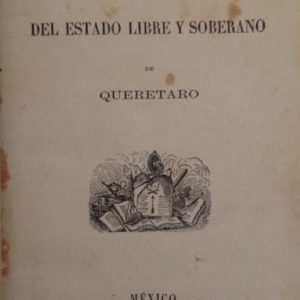 DEL ESTADO LIBRE Y SOBERANO
DE
QUERETARO
MÉXICO